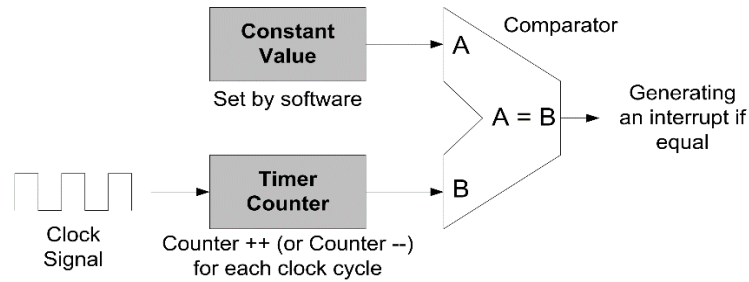 Constant
Value
Set by software
A
Comparator
A = B
Generating
an interrupt if
equal
Clock
Signal
Timer
Counter
Counter ++ (or Counter --)
for each clock cycle
B